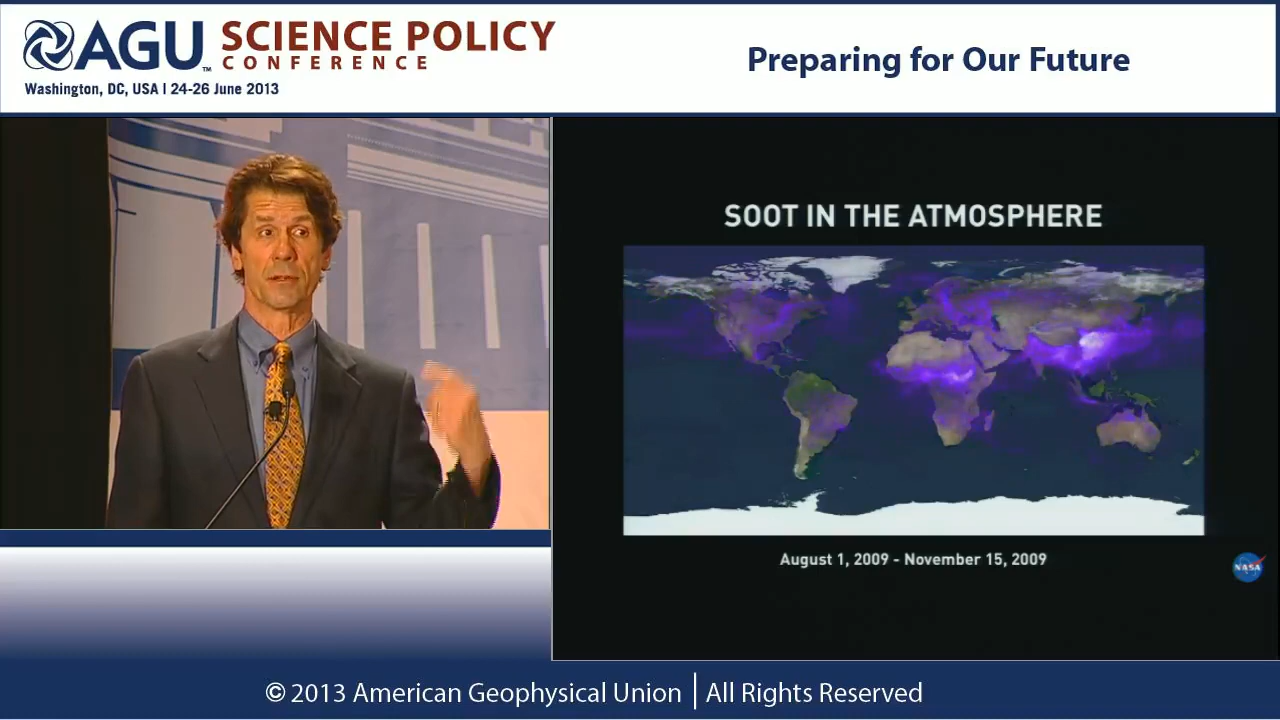 AGU™ SCIENCE POLICY
CONFERENCE
Washington, DC, USA | 24-26 June 2013
Preparing for Our Future
SOOT IN THE ATMOSPHERE
August 1, 2009 - November 15, 2009
NASA
© 2013 American Geophysical Union | All Rights Reserved